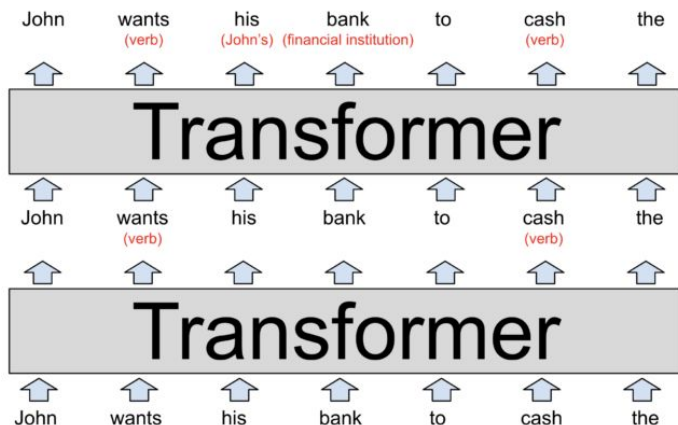 John wants his bank to cash the
(verb) (John's) (financial institution) (verb)
Transformer
John wants his bank to cash the
(verb) (verb)
Transformer
John wants his bank to cash the